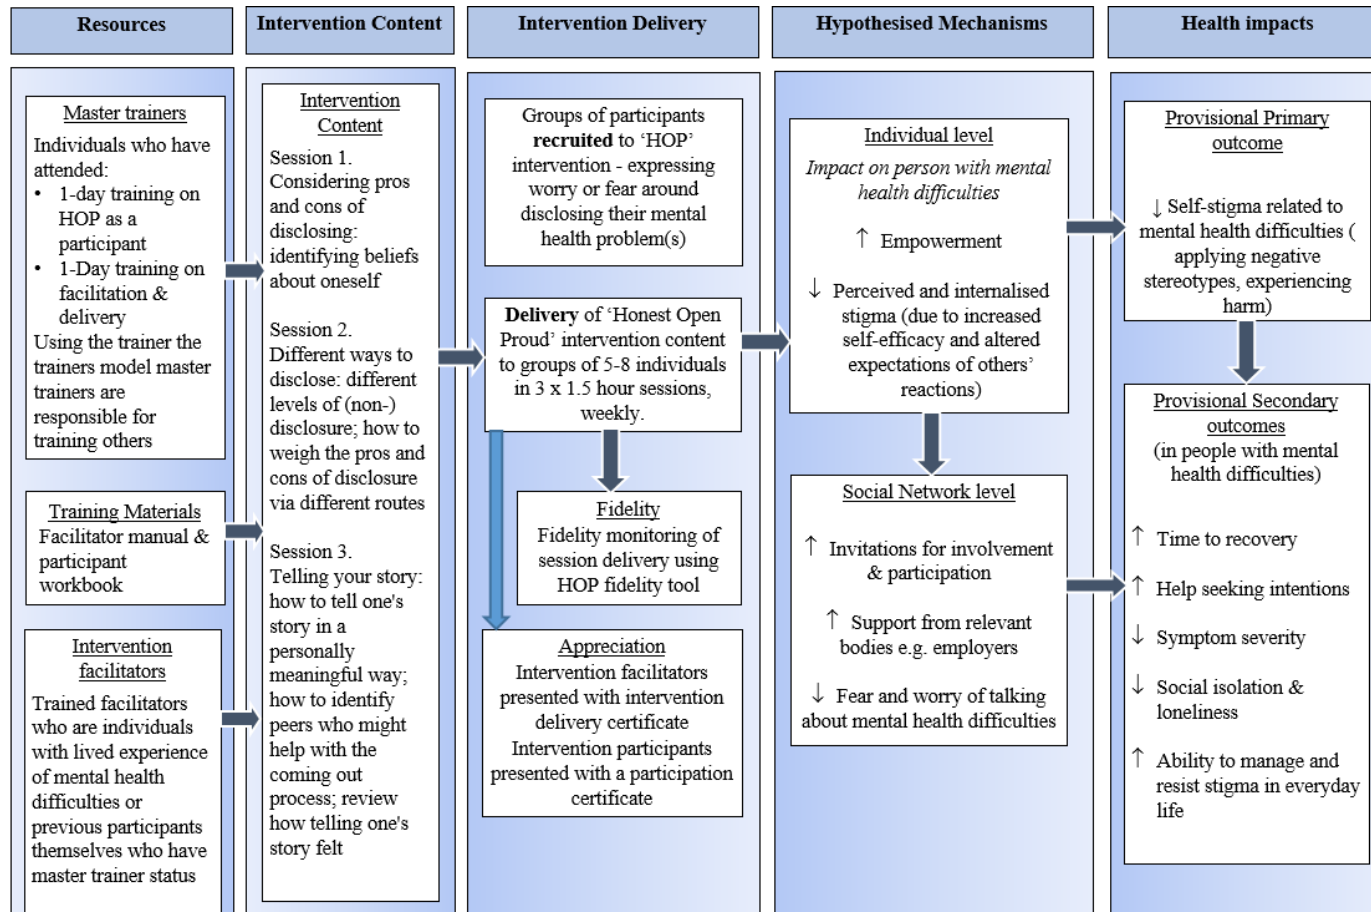 Resources
Intervention Content
Intervention Delivery
Hypothesised Mechanisms
Health impacts
Master trainers
Individuals who have
attended:
• 1-day training on
HOP as a
participant
• 1-Day training on
facilitation &
delivery
Using the trainer the
trainers model master
trainers are
responsible for
training others
Training Materials
Facilitator manual &
participant
workbook
Intervention
facilitators
Trained facilitators
who are individuals
with lived experience
of mental health
difficulties or
previous participants
themselves who have
master trainer status
Intervention
Content
Session 1.
Considering pros
and cons of
disclosing:
identifying beliefs
about oneself
Session 2.
Different ways to
disclose: different
levels of (non-)
disclosure; how to
weigh the pros and
cons of disclosure
via different routes
Session 3.
Telling your story:
how to tell one's
story in a
personally
meaningful way;
how to identify
peers who might
help with the
coming out
process; review
how telling one's
story felt
Groups of participants
recruited to ‘HOP’
intervention - expressing
worry or fear around
disclosing their mental
health problem(s)
Delivery of ‘Honest Open
Proud’ intervention content
to groups of 5-8 individuals
in 3 x 1.5 hour sessions,
weekly.
Fidelity
Fidelity monitoring of
session delivery using
HOP fidelity tool
Appreciation
Intervention facilitators
presented with intervention
delivery certificate
Intervention participants
presented with a participation
certificate
Individual level
Impact on person with mental
health difficulties
↑ Empowerment
↓ Perceived and internalised
stigma (due to increased
self-efficacy and altered
expectations of others’
reactions)
Social Network level
↑ Invitations for involvement
& participation
↑ Support from relevant
bodies e.g. employers
↓ Fear and worry of talking
about mental health difficulties
Provisional Primary
outcome
↓ Self-stigma related to
mental health difficulties (
applying negative
stereotypes, experiencing
harm)
Provisional Secondary
outcomes
(in people with mental
health difficulties)
↑ Time to recovery
↑ Help seeking intentions
↓ Symptom severity
↓ Social isolation &
loneliness
↑ Ability to manage and
resist stigma in everyday
life